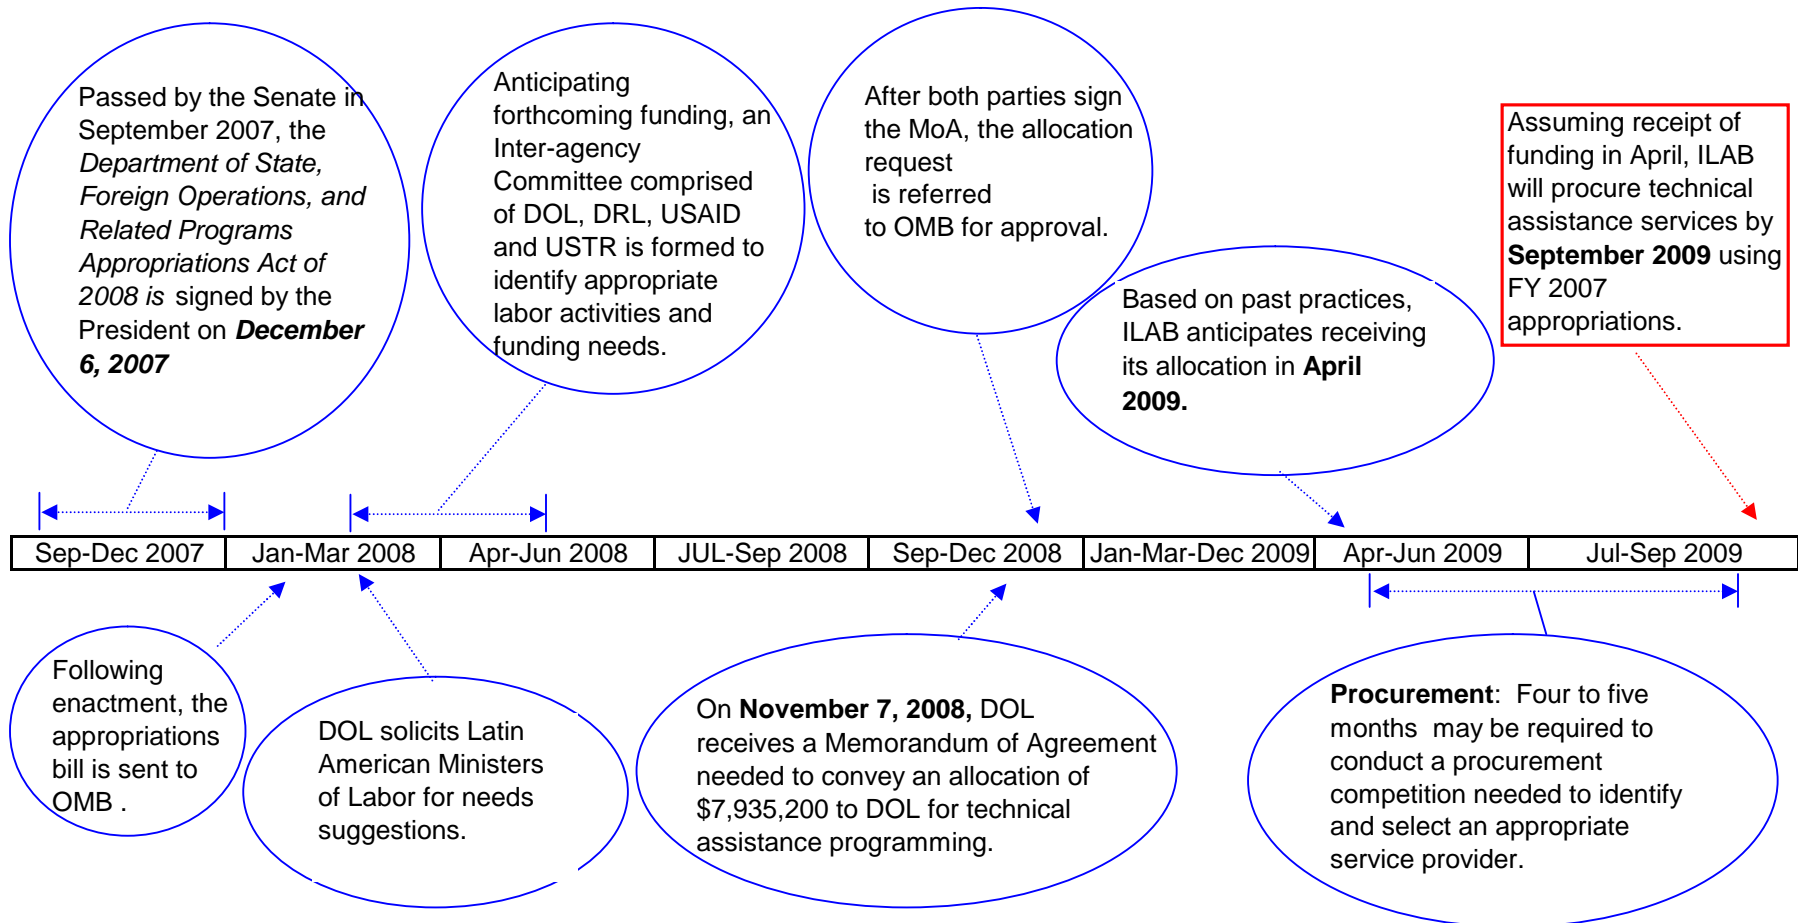 Passed by the Senate in
September 2007, the
Department of State,
Foreign Operations, and
Related Programs
Appropriations Act of
2008 is signed by the
President on December
6, 2007
Anticipating
forthcoming funding, an
Inter-agency
Committee comprised
of DOL, DRL, USAID
and USTR is formed to
identify appropriate
labor activities and
funding needs.
After both parties sign
the MoA, the allocation
request
is referred
to OMB for approval.
Based on past practices,
ILAB anticipates receiving
its allocation in April
2009.
Assuming receipt of
funding in April, ILAB
will procure technical
assistance services by
September 2009 using
FY 2007
appropriations.
Sep-Dec 2007
Jan-Mar 2008
Apr-Jun 2008
JUL-Sep 2008
Sep-Dec 2008
Jan-Mar-Dec 2009
Apr-Jun 2009
Jul-Sep 2009
Following
enactment, the
appropriations
bill is sent to
OMB .
DOL solicits Latin
American Ministers
of Labor for needs
suggestions.
On November 7, 2008, DOL
receives a Memorandum of Agreement
needed to convey an allocation of
$7,935,200 to DOL for technical
assistance programming.
Procurement: Four to five
months may be required to
conduct a procurement
competition needed to identify
and select an appropriate
service provider.